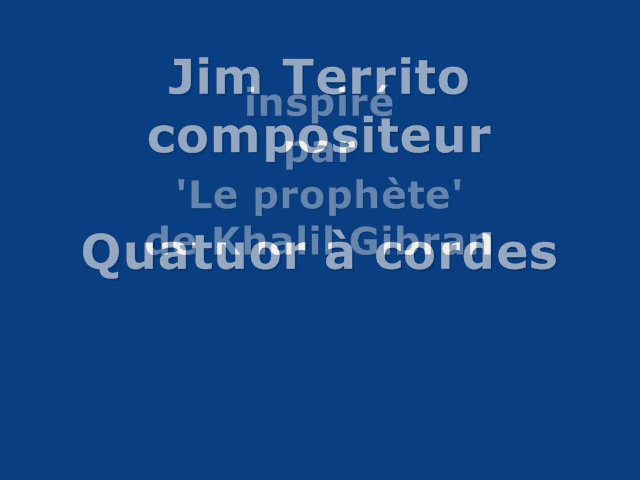 Jim Territo
inspiré
compositeur
par
'Le prophète'
de Khalil Gibran
Quatuor à cordes